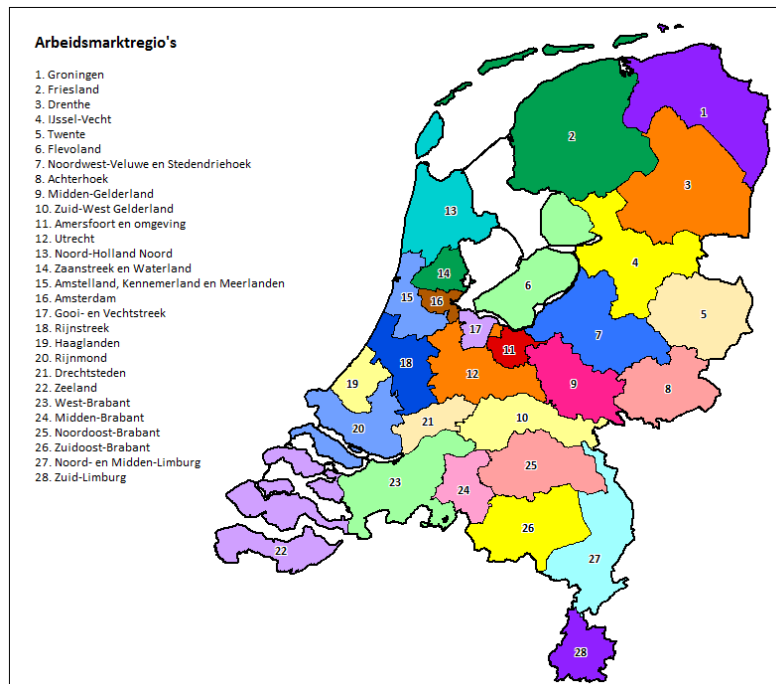 Arbeidsmarktregio's
1. Groningen
2. Friesland
3. Drenthe
4. IJssel-Vecht
5. Twente
6. Flevoland
7. Noordwest-Veluwe en Stedendriehoek
8. Achterhoek
9. Midden-Gelderland
10. Zuid-West Gelderland
11. Amersfoort en omgeving
12. Utrecht
13. Noord-Holland Noord
14. Zaanstreek en Waterland
15. Amstelland, Kennemerland en Meerlanden
16. Amsterdam
17. Gooi- en Vechtstreek
18. Rijnstreek
19. Haaglanden
20. Rijnmond
21. Drechtsteden
22. Zeeland
23. West-Brabant
24. Midden-Brabant
25. Noordoost-Brabant
26. Zuidoost-Brabant
27. Noord- en Midden-Limburg
28. Zuid-Limburg
1
2
3
13
4
14
6
15
16
5
17
7
11
18
12
19
9
8
10
21
20
25
23
24
26
22
27
28